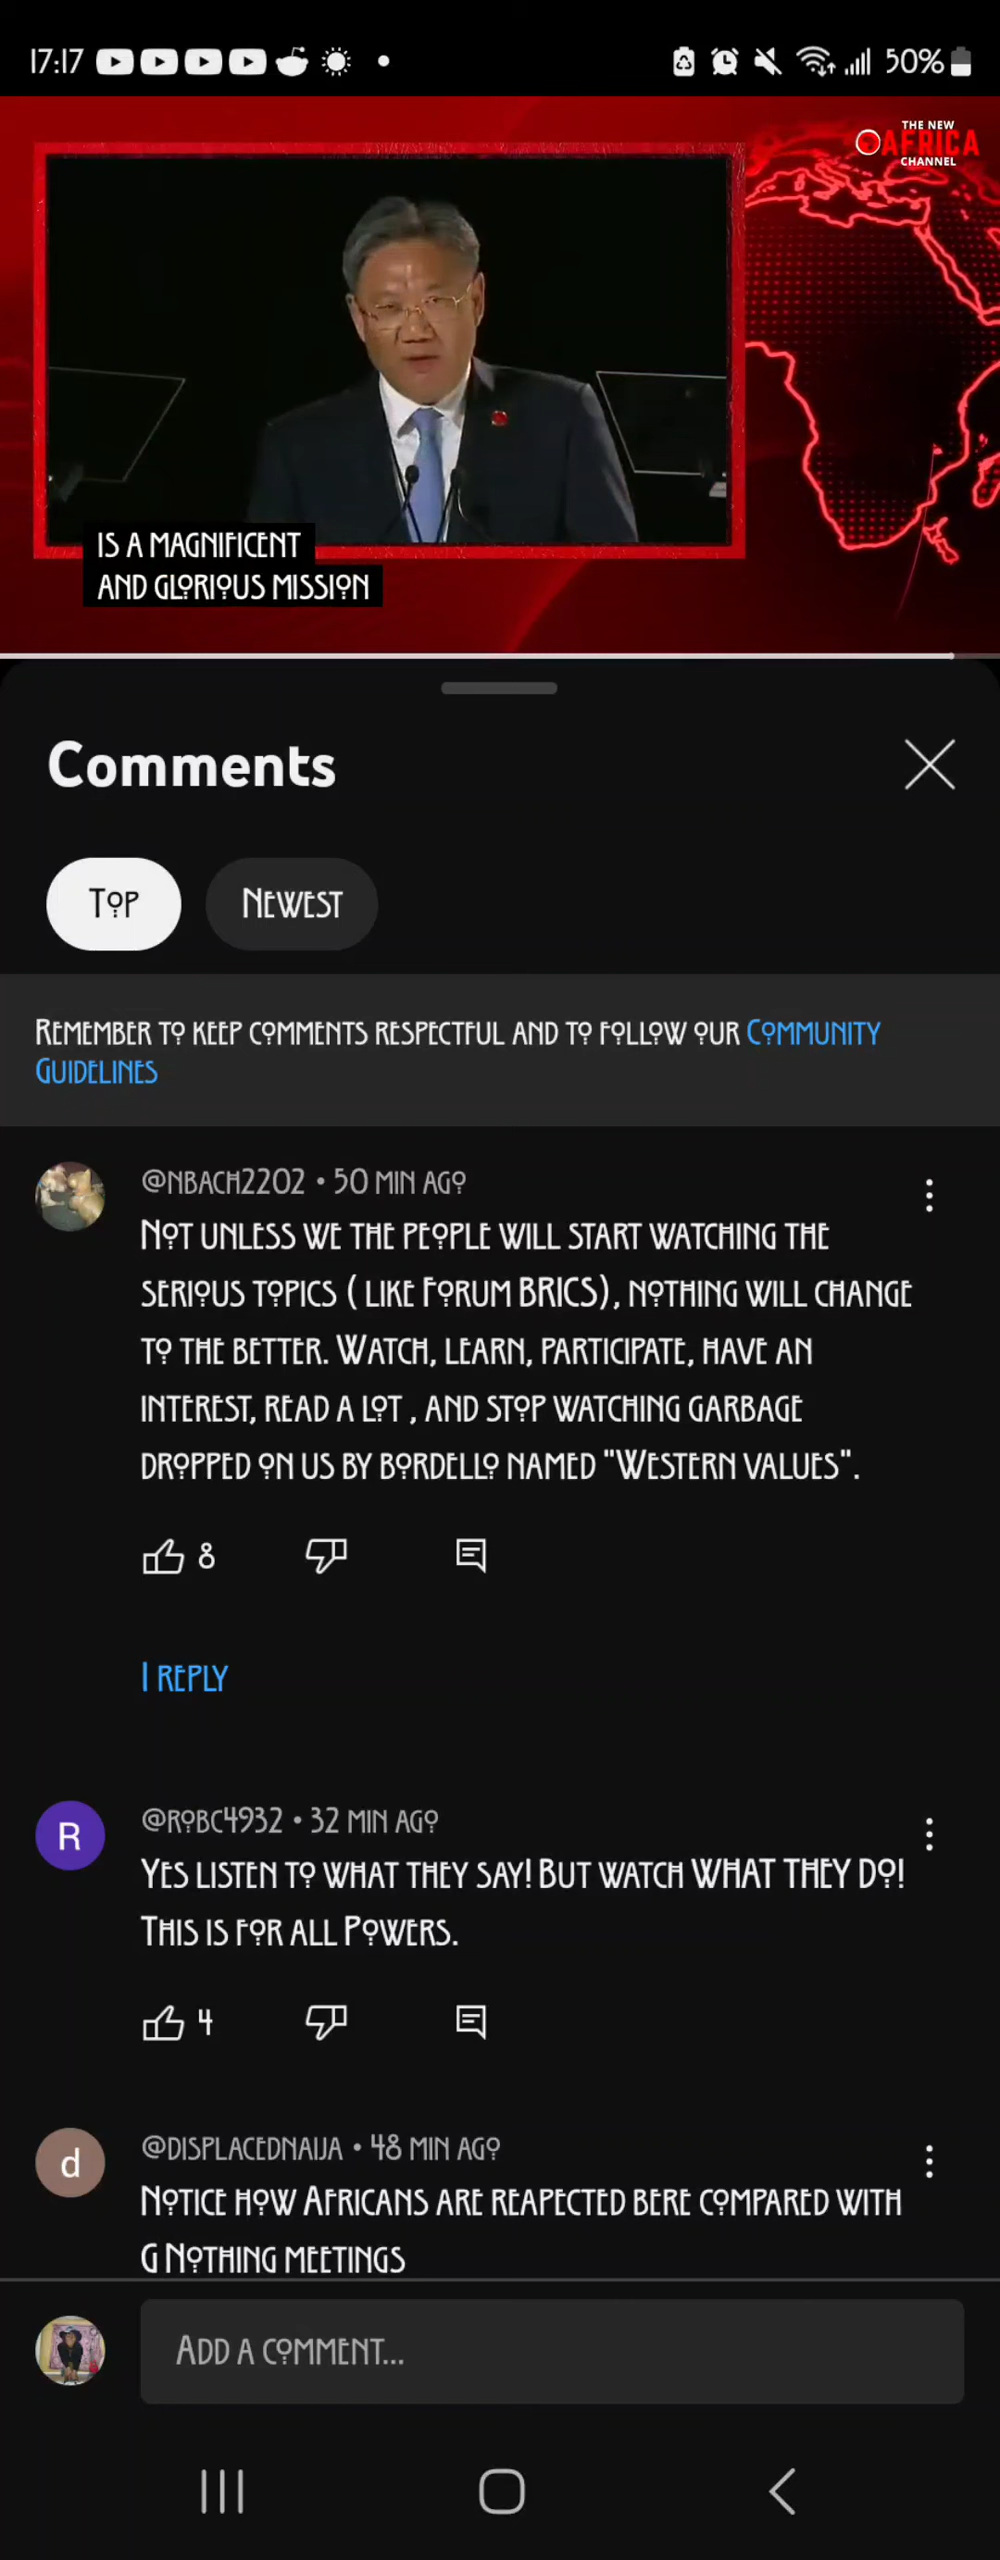 17:17
50%
THE NEW
AFRICA
CHANNEL
IS A MAGNIFICENT
AND GLORIOUS MISSION
Comments
Top
Newest
Remember to keep comments respectful and to follow our Community
Guidelines
@nbach2202 • 50 min ago
Not unless we the people will start watching the
serious topics ( like Forum BRICS), nothing will change
to the better. Watch, learn, participate, have an
interest, read a lot , and stop watching garbage
dropped on us by bordello named "Western values".
8
1 reply
R
@robc4932 • 32 min ago
Yes listen to what they say! But watch WHAT THEY DO!
This is for all Powers.
4
d
@displacednaija • 48 min ago
Notice how Africans are reapected bere compared with
G Nothing meetings
Add a comment...